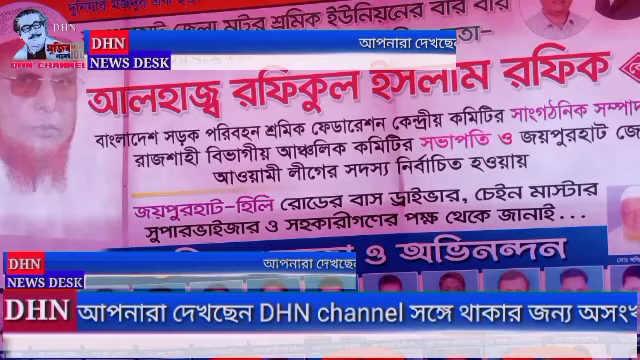 DHN
মুজিব
DHN CHANNEL
DHN
আপনারা দেখছেন
NEWS DESK
জেলা মটর শ্রমিক ইউনিয়নের বার বার
আলহাজ্ব রফিকুল ইসলাম রফিক
বাংলাদেশ সড়ক পরিবহন শ্রমিক ফেডারেশন কেন্দ্রীয় কমিটির সাংগঠনিক সম্পাদ
রাজশাহী বিভাগীয় আঞ্চলিক কমিটির সভাপতি ও জয়পুরহাট জে
আওয়ামী লীগের সদস্য নির্বাচিত হওয়ায়
জয়পুরহাট-হিলি রোডের বাস ড্রাইভার, চেইন মাস্টার
সুপারভাইজার ও সহকারীগণের পক্ষ থেকে জানাই...
ও অভিনন্দন
DHN
আপনারা দেখছে
NEWS DESK
DHN আপনারা দেখছেন DHN channel সঙ্গে থাকার জন্য অসংখ